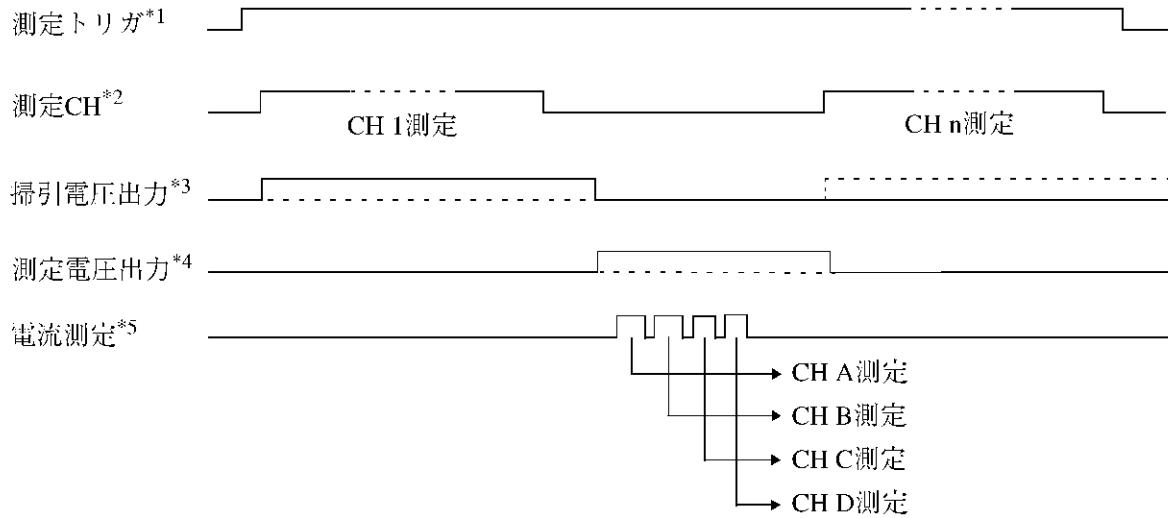 測定トリガ*1
測定CH*2
CH 1測定
CH n測定
掃引電圧出力*3
測定電圧出力*4
電流測定*5
CH A測定
CH B測定
CH C測定
CH D測定